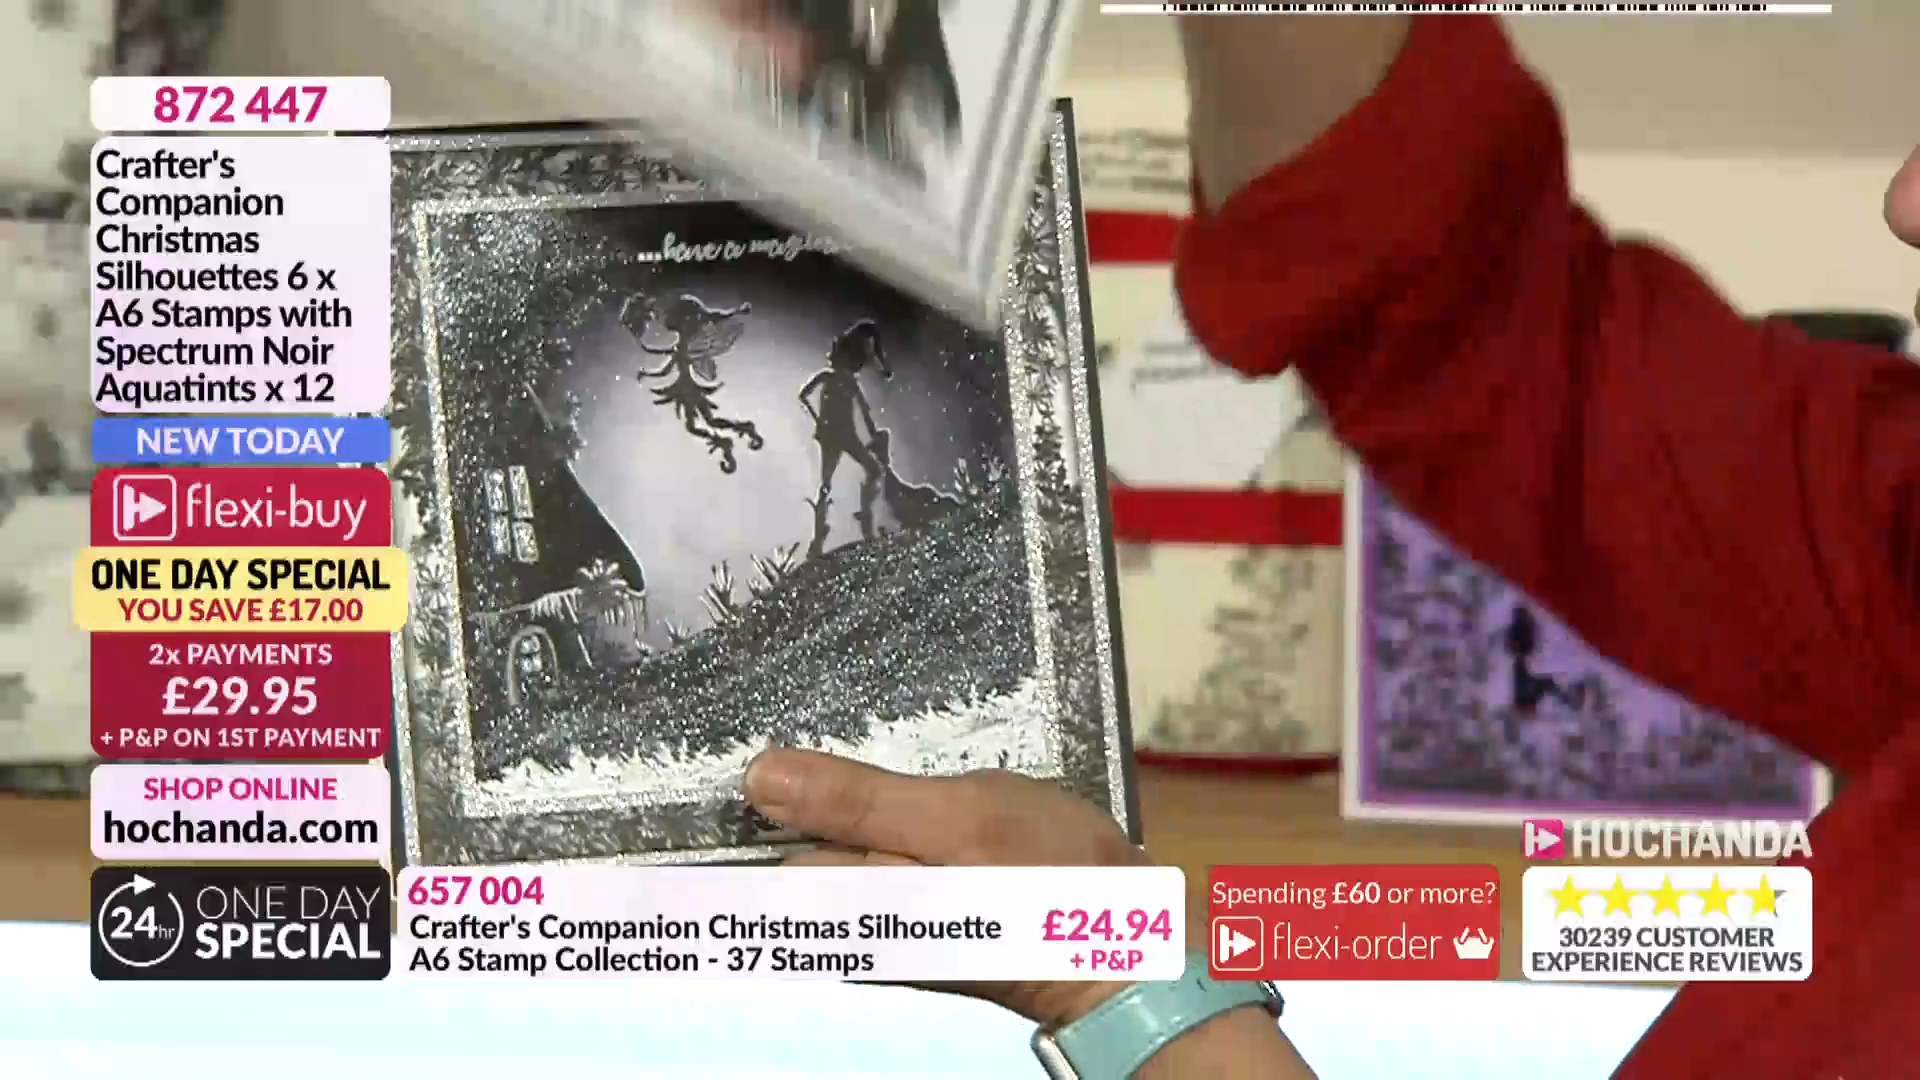 872 447
Crafter's
Companion
Christmas
Silhouettes 6 x
A6 Stamps with
Spectrum Noir
Aquatints x 12
NEW TODAY
flexi-buy
ONE DAY SPECIAL
YOU SAVE £17.00
2x PAYMENTS
£29.95
+ P&P ON 1ST PAYMENT
SHOP ONLINE
hochanda.com
24hr ONE DAY
SPECIAL
...have a
657 004
Crafter's Companion Christmas Silhouette
A6 Stamp Collection - 37 Stamps
£24.94
+ P&P
Spending £60 or more?
flexi-order
HOCHANDA
30239 CUSTOMER
EXPERIENCE REVIEWS